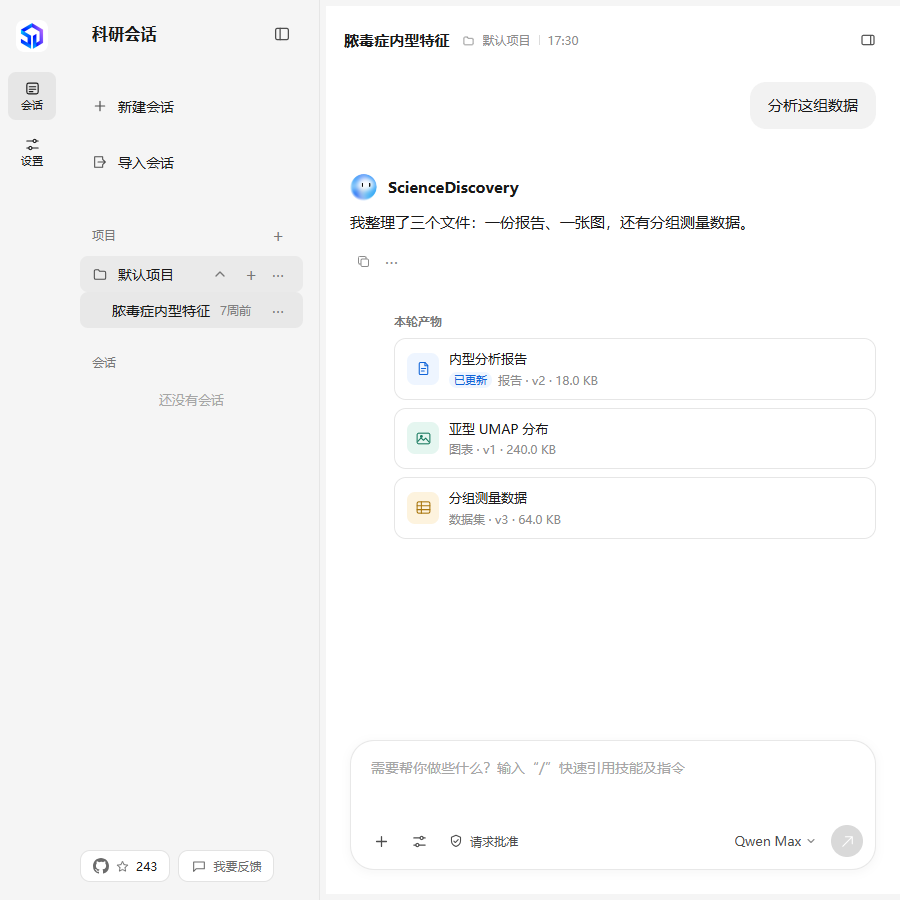 科研会话
会话
设置
新建会话
导入会话
项目
默认项目
脓毒症内型特征 7周前
会话
还没有会话
243
我要反馈
脓毒症内型特征 默认项目 17:30
分析这组数据
ScienceDiscovery
我整理了三个文件：一份报告、一张图，还有分组测量数据。
本轮产物
内型分析报告
已更新 报告 · v2 · 18.0 KB
亚型 UMAP 分布
图表 · v1 · 240.0 KB
分组测量数据
数据集 · v3 · 64.0 KB
需要帮你做些什么？输入“/”快速引用技能及指令
请求批准
Qwen Max